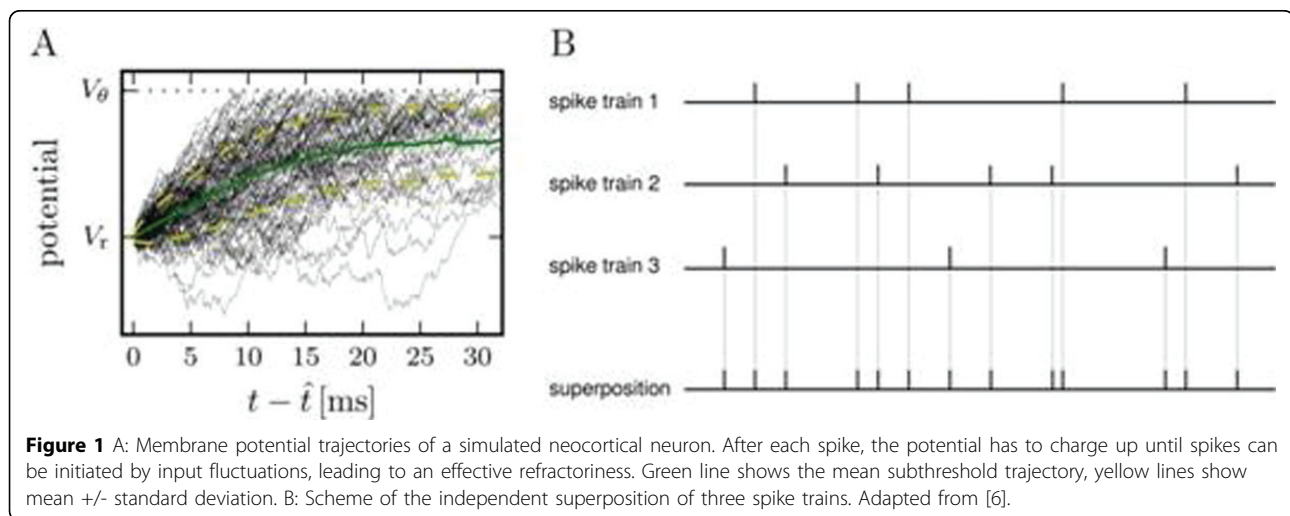 A
B
V_θ
potential
V_r
0 5 10 15 20 25 30
t − t̂ [ms]
spike train 1
spike train 2
spike train 3
superposition
Figure 1 A: Membrane potential trajectories of a simulated neocortical neuron. After each spike, the potential has to charge up until spikes can
be initiated by input fluctuations, leading to an effective refractoriness. Green line shows the mean subthreshold trajectory, yellow lines show
mean +/- standard deviation. B: Scheme of the independent superposition of three spike trains. Adapted from [6].